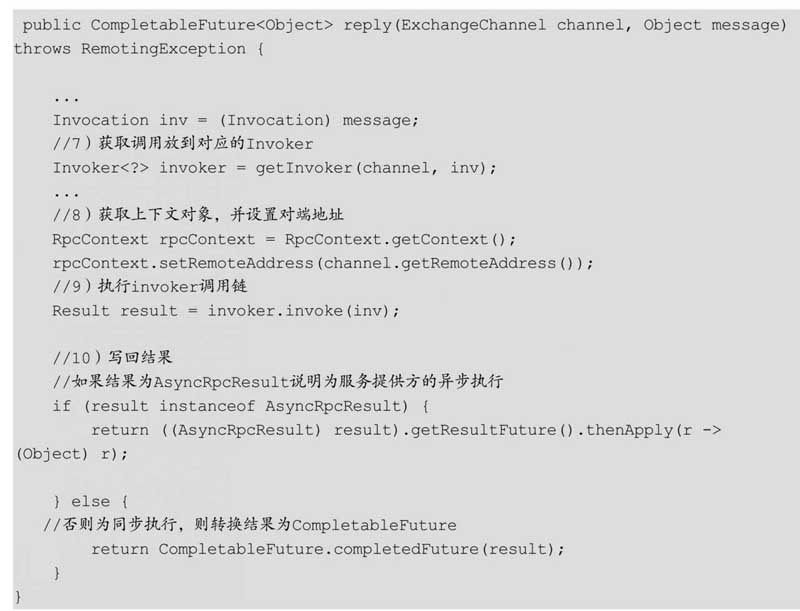 public CompletableFuture<Object> reply(ExchangeChannel channel, Object message)
throws RemotingException {
...
Invocation inv = (Invocation) message;
//7）获取调用放到对应的Invoker
Invoker<?> invoker = getInvoker(channel, inv);
...
//8）获取上下文对象，并设置对端地址
RpcContext rpcContext = RpcContext.getContext();
rpcContext.setRemoteAddress(channel.getRemoteAddress());
//9）执行invoker调用链
Result result = invoker.invoke(inv);
//10）写回结果
//如果结果为AsyncRpcResult说明为服务提供方的异步执行
if (result instanceof AsyncRpcResult) {
return ((AsyncRpcResult) result).getResultFuture().thenApply(r ->
(Object) r);
} else {
//否则为同步执行，则转换结果为CompletableFuture
return CompletableFuture.completedFuture(result);
}
}